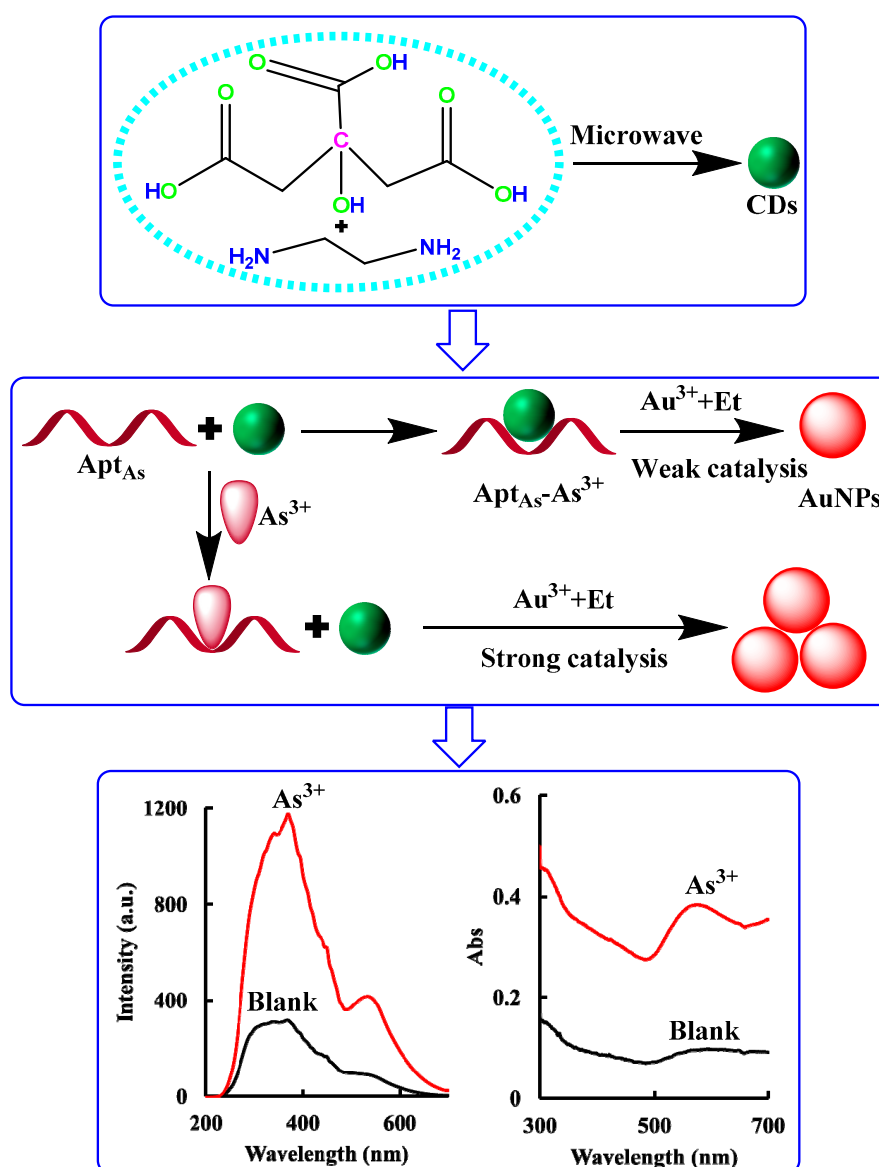 O
OH
O
O
C
HO
OH
OH
+
H₂N
NH₂
Microwave
CDs
Apt_As
+
Apt_As-As³⁺
Au³⁺+Et
Weak catalysis
AuNPs
As³⁺
+
Au³⁺+Et
Strong catalysis
1200
800
400
0
200
400
600
Intensity (a.u.)
Wavelength (nm)
As³⁺
Blank
0.6
0.4
0.2
0
300
500
700
Abs
Wavelength (nm)
As³⁺
Blank